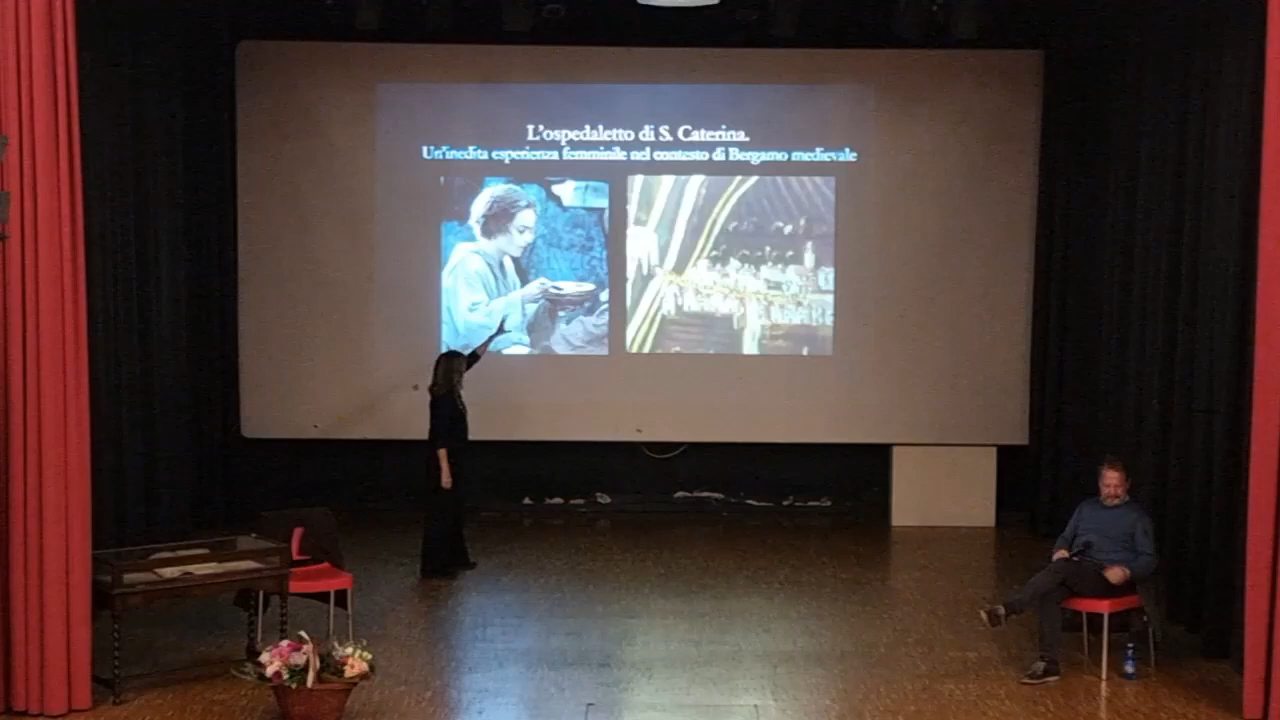 L'ospedaletto di S. Caterina.
Un'inedita esperienza femminile nel contesto di Bergamo medievale